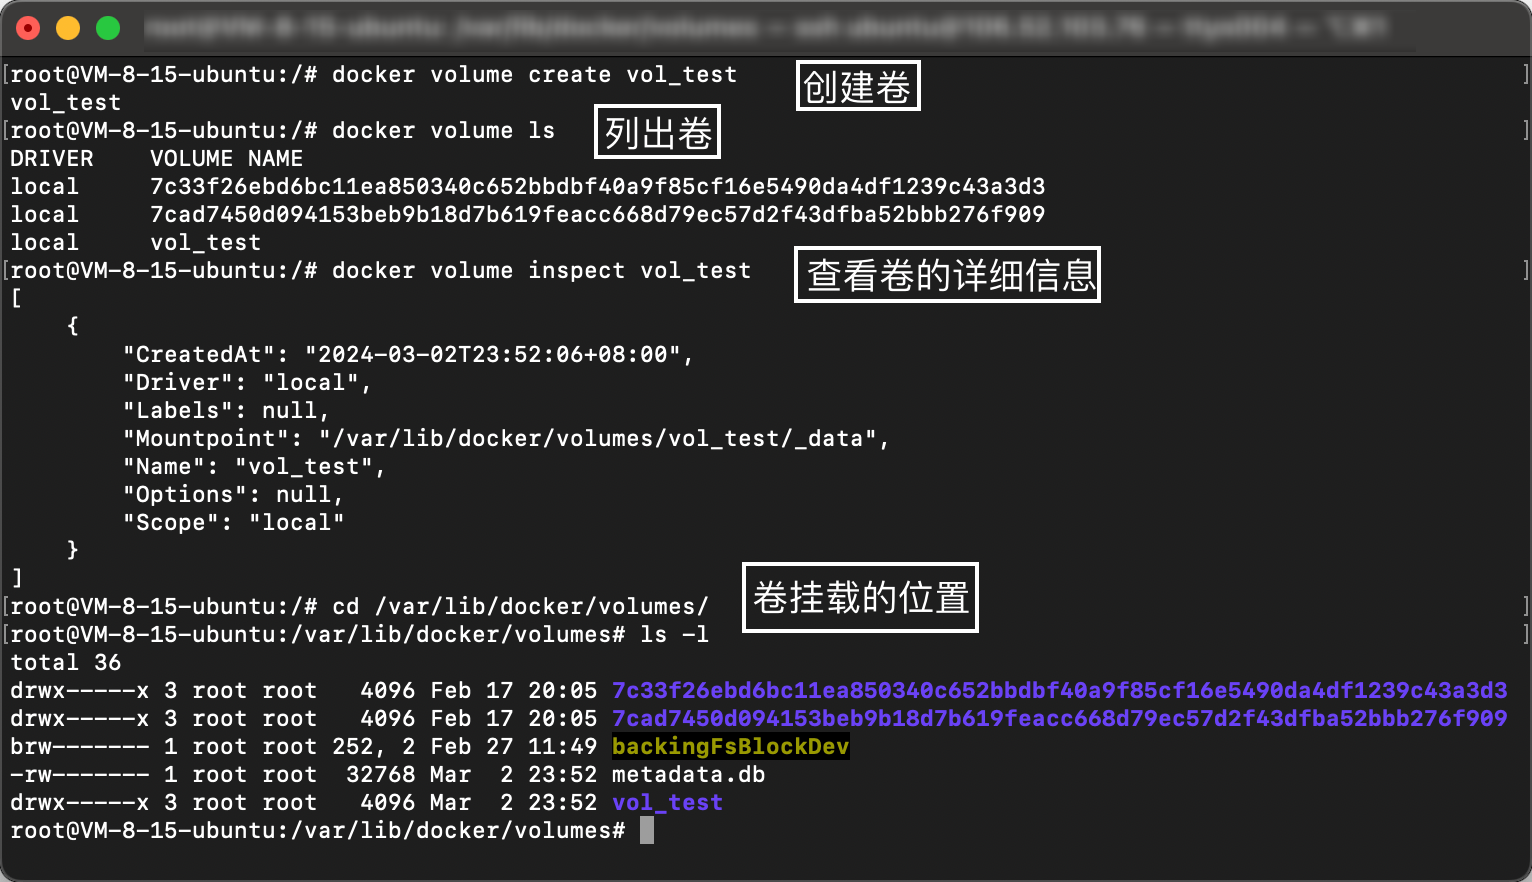 [root@VM-8-15-ubuntu:/# docker volume create vol_test 创建卷 ]
vol_test
[root@VM-8-15-ubuntu:/# docker volume ls 列出卷 ]
DRIVER VOLUME NAME
local 7c33f26ebd6bc11ea850340c652bbdbf40a9f85cf16e5490da4df1239c43a3d3
local 7cad7450d094153beb9b18d7b619feacc668d79ec57d2f43dfba52bbb276f909
local vol_test
[root@VM-8-15-ubuntu:/# docker volume inspect vol_test 查看卷的详细信息 ]
[
    {
        "CreatedAt": "2024-03-02T23:52:06+08:00",
        "Driver": "local",
        "Labels": null,
        "Mountpoint": "/var/lib/docker/volumes/vol_test/_data",
        "Name": "vol_test",
        "Options": null,
        "Scope": "local"
    }
]
[root@VM-8-15-ubuntu:/# cd /var/lib/docker/volumes/ 卷挂载的位置 ]
[root@VM-8-15-ubuntu:/var/lib/docker/volumes# ls -l ]
total 36
drwx-----x 3 root root   4096 Feb 17 20:05 7c33f26ebd6bc11ea850340c652bbdbf40a9f85cf16e5490da4df1239c43a3d3
drwx-----x 3 root root   4096 Feb 17 20:05 7cad7450d094153beb9b18d7b619feacc668d79ec57d2f43dfba52bbb276f909
brw------- 1 root root 252, 2 Feb 27 11:49 backingFsBlockDev
-rw------- 1 root root  32768 Mar  2 23:52 metadata.db
drwx-----x 3 root root   4096 Mar  2 23:52 vol_test
root@VM-8-15-ubuntu:/var/lib/docker/volumes#